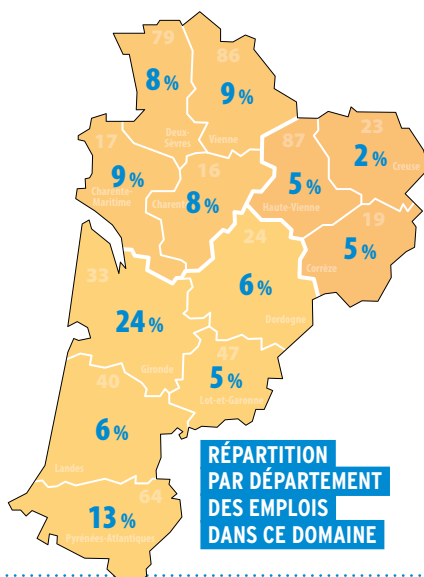 79
8 %
Deux-
Sèvres
86
9 %
Vienne
17
9 %
Charente-
Maritime
16
8 %
Charen
87
5 %
Haute-Vienne
23
2 %
Creuse
19
5 %
Corrèze
24
6 %
Dordogne
33
24 %
Gironde
47
5 %
Lot-et-Garonne
40
6 %
Landes
64
13 %
Pyrénées-Atlantiques
RÉPARTITION
PAR DÉPARTEMENT
DES EMPLOIS
DANS CE DOMAINE